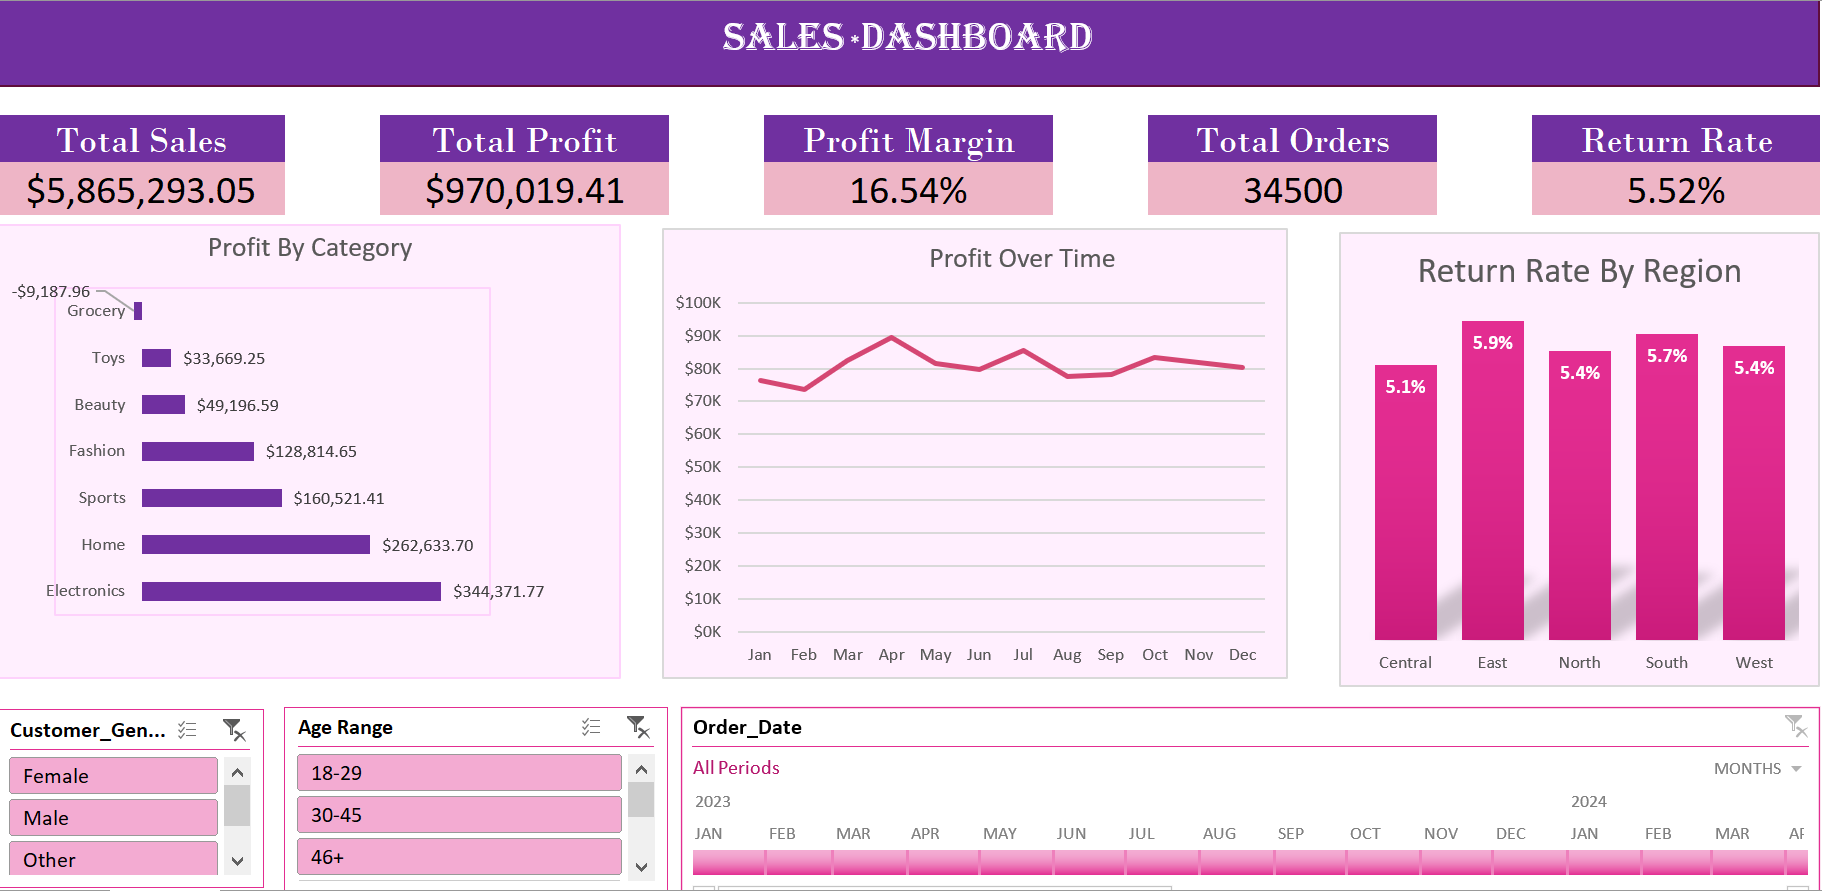 SALES * DASHBOARD
Total Sales
$5,865,293.05
Total Profit
$970,019.41
Profit Margin
16.54%
Total Orders
34500
Return Rate
5.52%
Profit By Category
-$9,187.96
Grocery
Toys $33,669.25
Beauty $49,196.59
Fashion $128,814.65
Sports $160,521.41
Home $262,633.70
Electronics $344,371.77
Profit Over Time
$100K
$90K
$80K
$70K
$60K
$50K
$40K
$30K
$20K
$10K
$0K
Jan Feb Mar Apr May Jun Jul Aug Sep Oct Nov Dec
Return Rate By Region
5.1% 5.9% 5.4% 5.7% 5.4%
Central East North South West
Customer_Gen...
Female
Male
Other
Age Range
18-29
30-45
46+
Order_Date
All Periods
MONTHS
2023 2024
JAN FEB MAR APR MAY JUN JUL AUG SEP OCT NOV DEC JAN FEB MAR